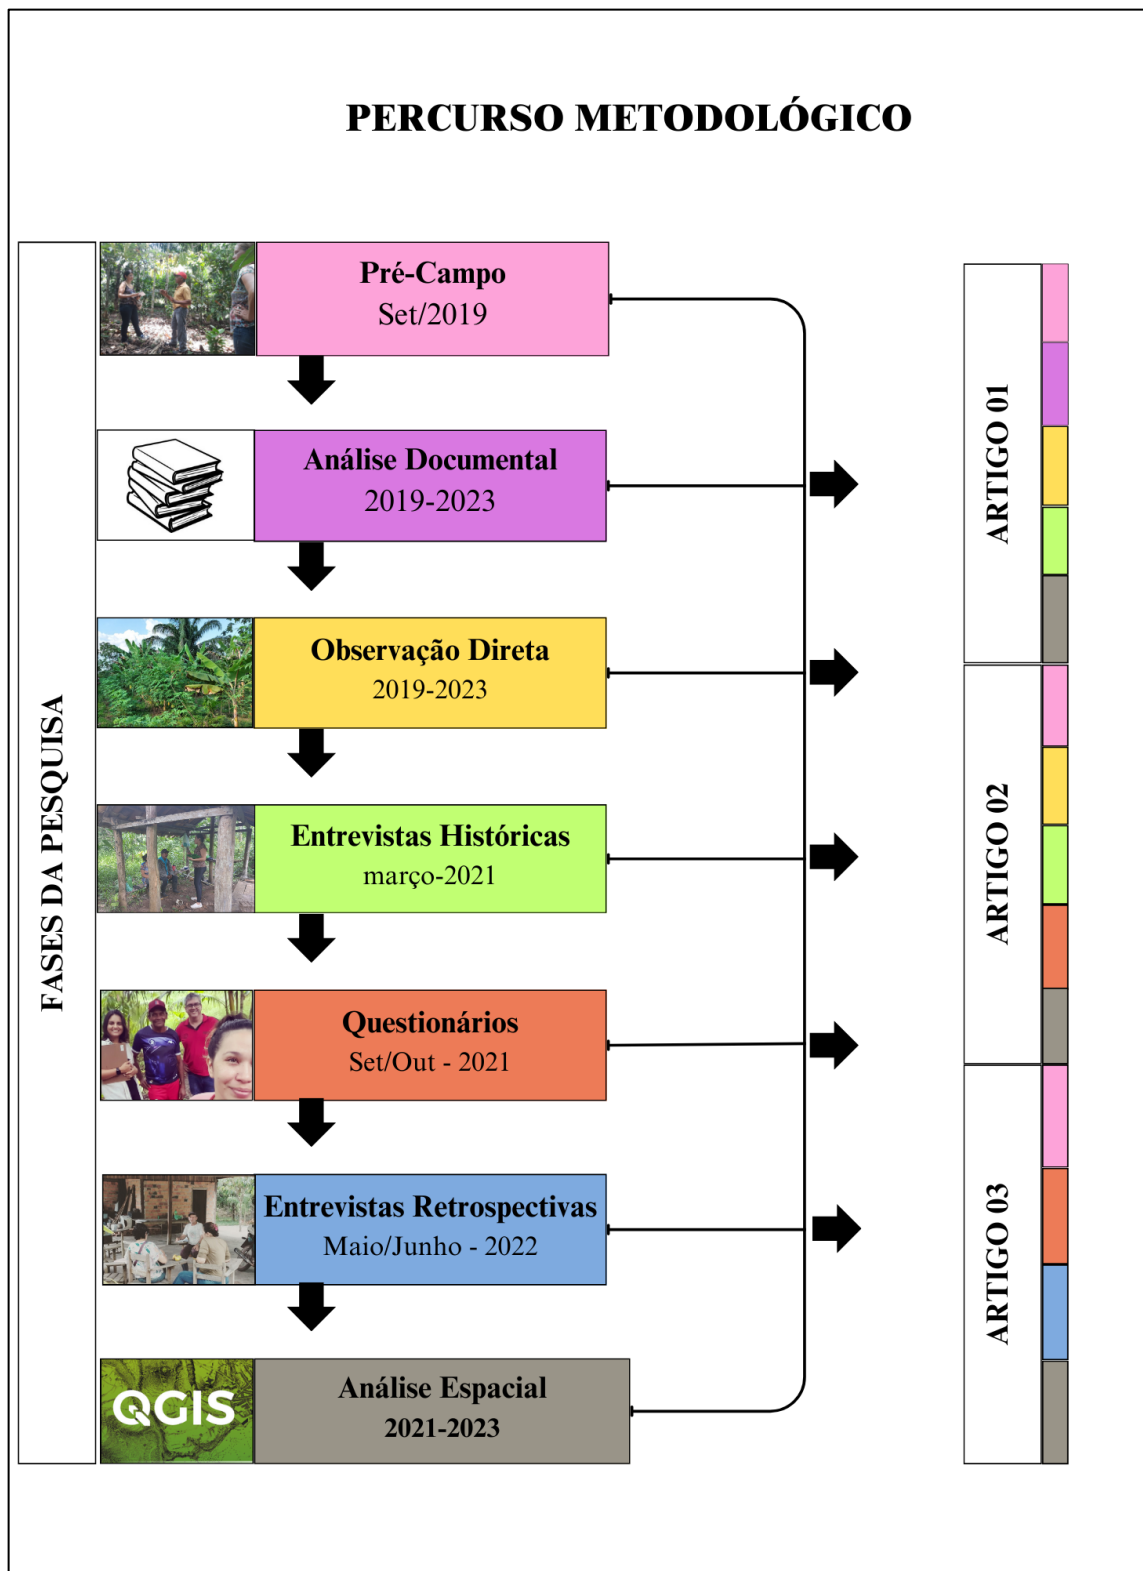 PERCURSO METODOLÓGICO
FASES DA PESQUISA
Pré-Campo
Set/2019
Análise Documental
2019-2023
Observação Direta
2019-2023
Entrevistas Históricas
março-2021
Questionários
Set/Out - 2021
Entrevistas Retrospectivas
Maio/Junho - 2022
QGIS
Análise Espacial
2021-2023
ARTIGO 01
ARTIGO 02
ARTIGO 03